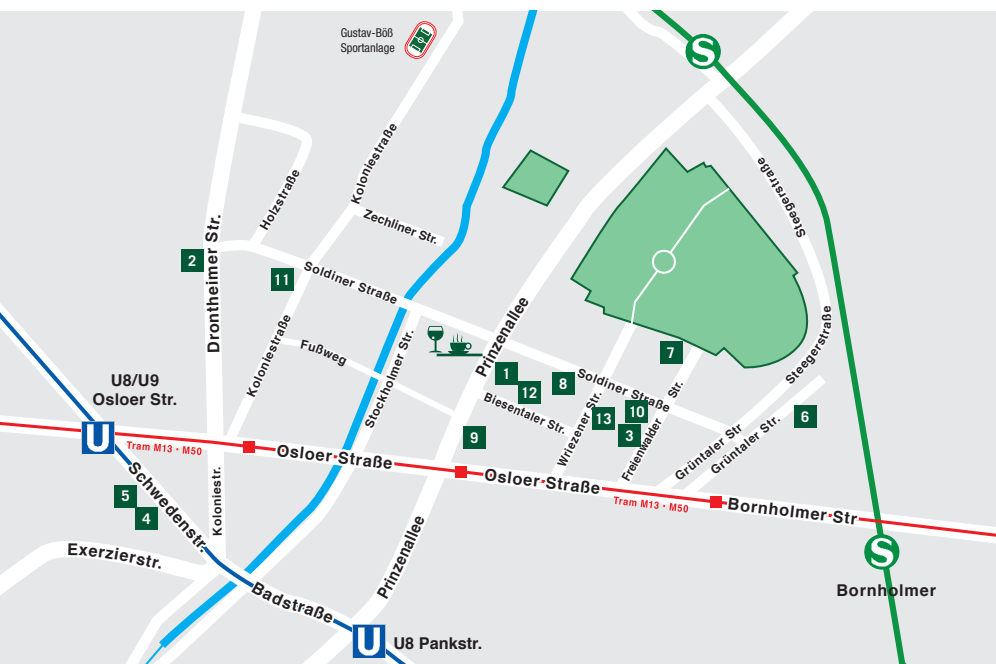 Gustav-Böß
Sportanlage
S
Koloniestraße
Holzstraße
Zechliner Str.
Steegerstraße
Drontheimer Str.
2
11
Soldiner Straße
Koloniestraße
Fußweg
Stockholmer Str.
Prinzenallee
1
12
8
7
Soldiner Straße
Steegerstraße
U8/U9
Osloer Str.
Biesentaler Str.
Wriezener Str.
13
10
3
Freienwalder Str.
6
Grüntaler Str
Grüntaler Str.
9
U
Tram M13 • M50
Osloer Straße
Osloer Straße
Tram M13 • M50
Bornholmer Str
5
4
Schwedenstr.
Koloniestr.
Exerzierstr.
Prinzenallee
S
Bornholmer
Badstraße
U
U8 Pankstr.